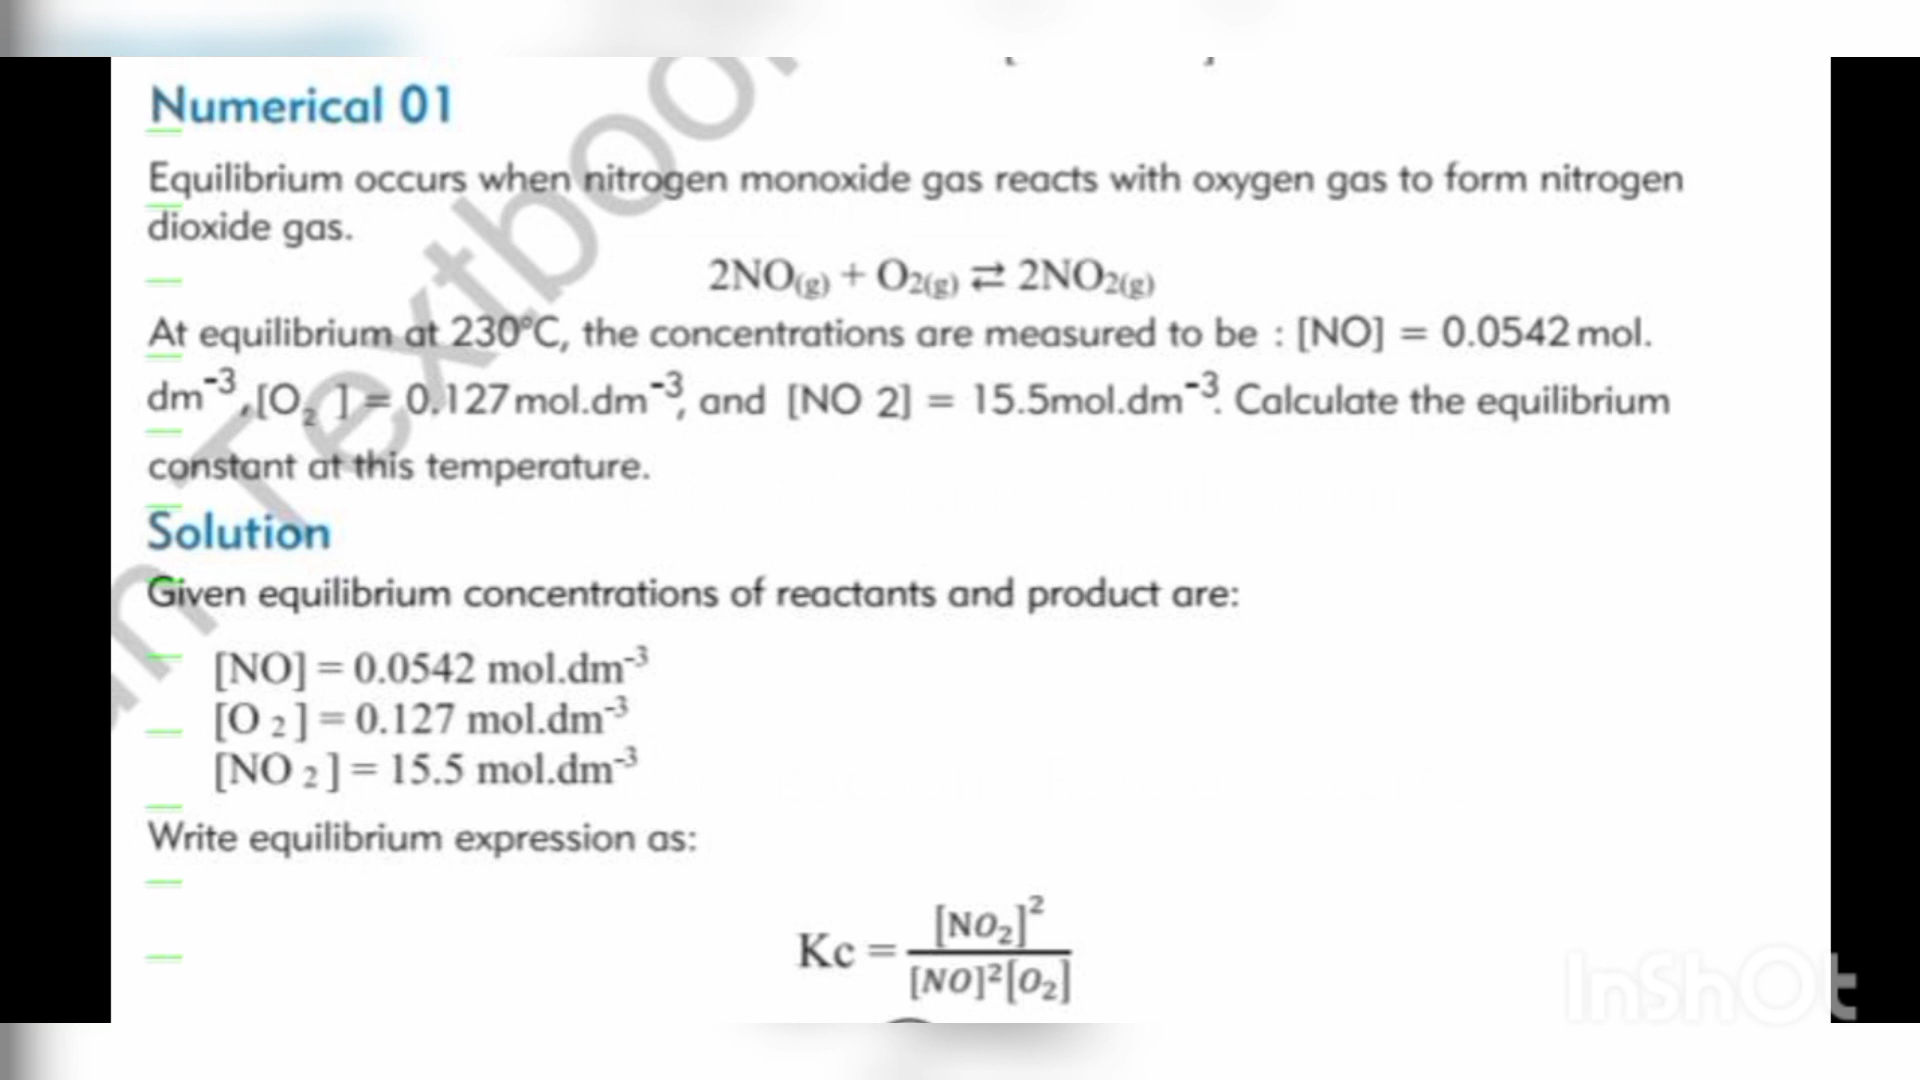 Numerical 01
Equilibrium occurs when nitrogen monoxide gas reacts with oxygen gas to form nitrogen
dioxide gas.
2NO(g) + O2(g) ⇄ 2NO2(g)
At equilibrium at 230°C, the concentrations are measured to be : [NO] = 0.0542 mol.
dm⁻³, [O₂ ] = 0.127 mol.dm⁻³, and [NO 2] = 15.5mol.dm⁻³. Calculate the equilibrium
constant at this temperature.
Solution
Given equilibrium concentrations of reactants and product are:
[NO] = 0.0542 mol.dm⁻³
[O ₂ ] = 0.127 mol.dm⁻³
[NO ₂ ] = 15.5 mol.dm⁻³
Write equilibrium expression as:
Kc = [NO₂]² / [NO]²[O₂]
InShOt